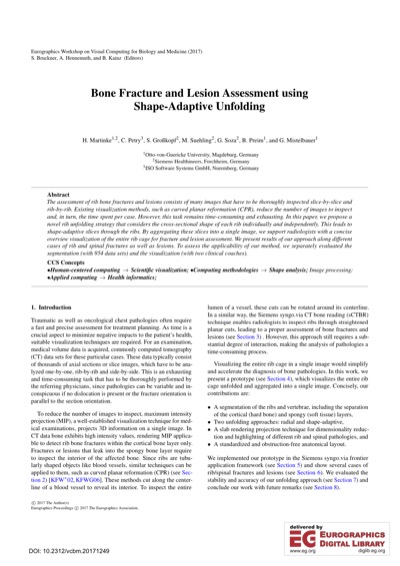 Eurographics Workshop on Visual Computing for Biology and Medicine (2017)
S. Bruckner, A. Hennemuth, and B. Kainz (Editors)
Bone Fracture and Lesion Assessment using
Shape-Adaptive Unfolding
H. Martinke1,2, C. Petry3, S. Großkopf2, M. Suehling2, G. Soza2, B. Preim1, and G. Mistelbauer1
1Otto-von-Guericke University, Magdeburg, Germany
2Siemens Healthineers, Forchheim, Germany
3ISO Software Systems GmbH, Nuremberg, Germany
Abstract
The assessment of rib bone fractures and lesions consists of many images that have to be thoroughly inspected slice-by-slice and
rib-by-rib. Existing visualization methods, such as curved planar reformation (CPR), reduce the number of images to inspect
and, in turn, the time spent per case. However, this task remains time-consuming and exhausting. In this paper, we propose a
novel rib unfolding strategy that considers the cross-sectional shape of each rib individually and independently. This leads to
shape-adaptive slices through the ribs. By aggregating these slices into a single image, we support radiologists with a concise
overview visualization of the entire rib cage for fracture and lesion assessment. We present results of our approach along different
cases of rib and spinal fractures as well as lesions. To assess the applicability of our method, we separately evaluated the
segmentation (with 954 data sets) and the visualization (with two clinical coaches).
CCS Concepts
•Human-centered computing → Scientific visualization; •Computing methodologies → Shape analysis; Image processing;
•Applied computing → Health informatics;
1. Introduction
Traumatic as well as oncological pathologies often require
a fast and precise assessment for treatment planning. As time is a
crucial aspect to minimize negative impacts to the patient's health,
suitable visualization techniques are required. For an examination,
medical volume data is acquired, commonly computed tomography
(CT) data sets for these particular cases. These data typically consist
of thousands of axial sections or slice images, which have to be analyzed
one-by-one, rib-by-rib and side-by-side. This is an exhausting
and time-consuming task that has to be thoroughly performed by
the referring physicians, since pathologies can be variable and inconspicuous
if no dislocation is present or the fracture orientation is
parallel to the section orientation.
To reduce the number of images to inspect, maximum intensity
projection (MIP), a well-established visualization technique for medical
examinations, projects 3D information on a single image. In
CT data bone exhibits high intensity values, rendering MIP applicable
to detect rib bone fractures within the cortical bone layer only.
Fractures or lesions that leak into the spongy bone layer require
to inspect the interior of the affected bone. Since ribs are tubularly
shaped objects like blood vessels, similar techniques can be
applied to them, such as curved planar reformation (CPR) (see Section
2) [KFW*02, KFWG06]. These methods cut along the centerline
of a blood vessel to reveal its interior. To inspect the entire
lumen of a vessel, these cuts can be rotated around its centerline.
In a similar way, the Siemens syngo.via CT bone reading (sCTBR)
technique enables radiologists to inspect ribs through straightened
planar cuts, leading to a proper assessment of bone fractures and
lesions (see Section 3) . However, this approach still requires a substantial
degree of interaction, making the analysis of pathologies a
time-consuming process.
Visualizing the entire rib cage in a single image would simplify
and accelerate the diagnosis of bone pathologies. In this work, we
present a prototype (see Section 4), which visualizes the entire rib
cage unfolded and aggregated into a single image. Concisely, our
contributions are:
• A segmentation of the ribs and vertebrae, including the separation
of the cortical (hard bone) and spongy (soft tissue) layers,
• Two unfolding approaches: radial and shape-adaptive,
• A slab rendering projection technique for dimensionality reduction
and highlighting of different rib and spinal pathologies, and
• A standardized and obstruction-free anatomical layout.
We implemented our prototype in the Siemens syngo.via frontier
application framework (see Section 5) and show several cases of
rib/spinal fractures and lesions (see Section 6). We evaluated the
stability and accuracy of our unfolding approach (see Section 7) and
conclude our work with future remarks (see Section 8).
© 2017 The Author(s)
Eurographics Proceedings © 2017 The Eurographics Association.
DOI: 10.2312/vcbm.20171249
delivered by
EG EUROGRAPHICS
DIGITAL LIBRARY
www.eg.org
diglib.eg.org